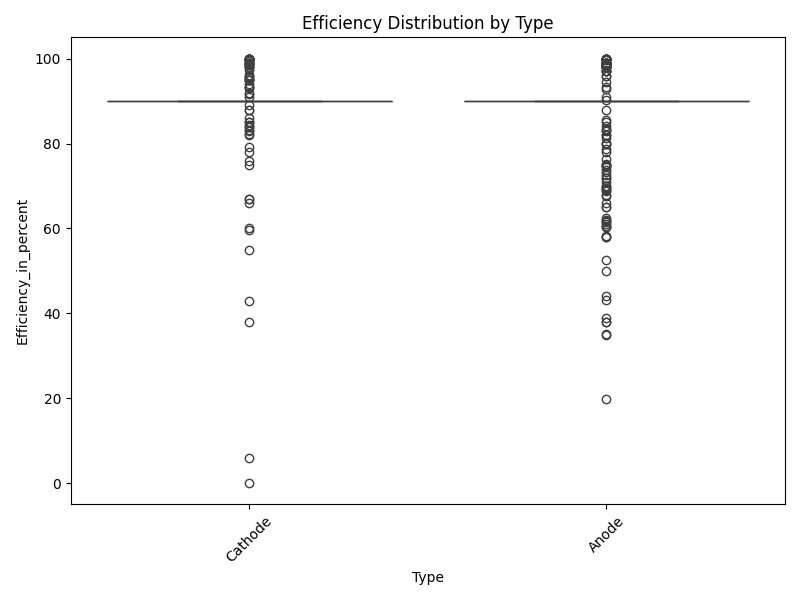 Efficiency Distribution by Type
Efficiency_in_percent
100
80
60
40
20
0
Cathode
Anode
Type